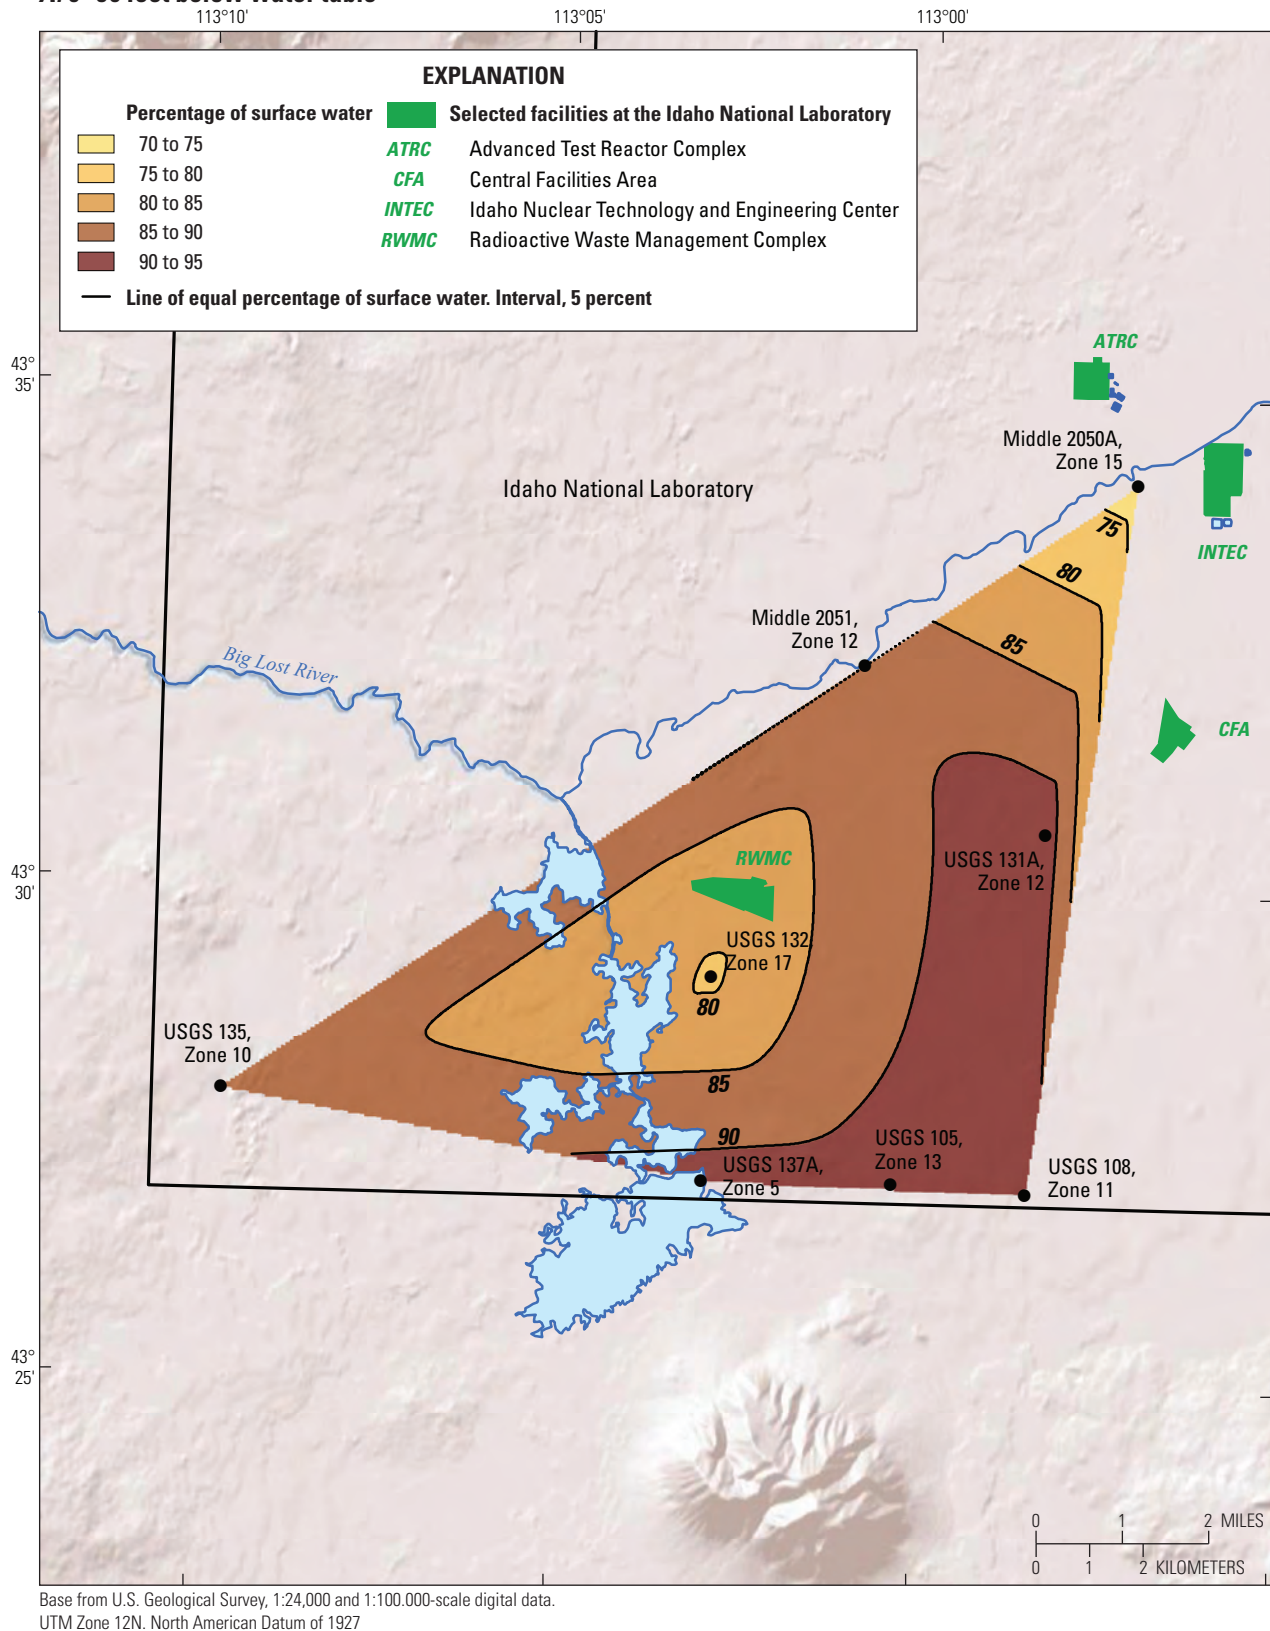 113°10'
113°05'
113°00'
EXPLANATION
Percentage of surface water
70 to 75
75 to 80
80 to 85
85 to 90
90 to 95
Selected facilities at the Idaho National Laboratory
ATRC Advanced Test Reactor Complex
CFA Central Facilities Area
INTEC Idaho Nuclear Technology and Engineering Center
RWMC Radioactive Waste Management Complex
Line of equal percentage of surface water. Interval, 5 percent
43°
35'
ATRC
Middle 2050A,
Zone 15
Idaho National Laboratory
75
INTEC
80
Middle 2051,
Zone 12
85
Big Lost River
CFA
43°
30'
RWMC
USGS 131A,
Zone 12
USGS 132,
Zone 17
80
USGS 135,
Zone 10
85
90
USGS 105,
Zone 13
USGS 137A,
Zone 5
USGS 108,
Zone 11
43°
25'
0 1 2 MILES
0 1 2 KILOMETERS
Base from U.S. Geological Survey, 1:24,000 and 1:100.000-scale digital data.
UTM Zone 12N. North American Datum of 1927